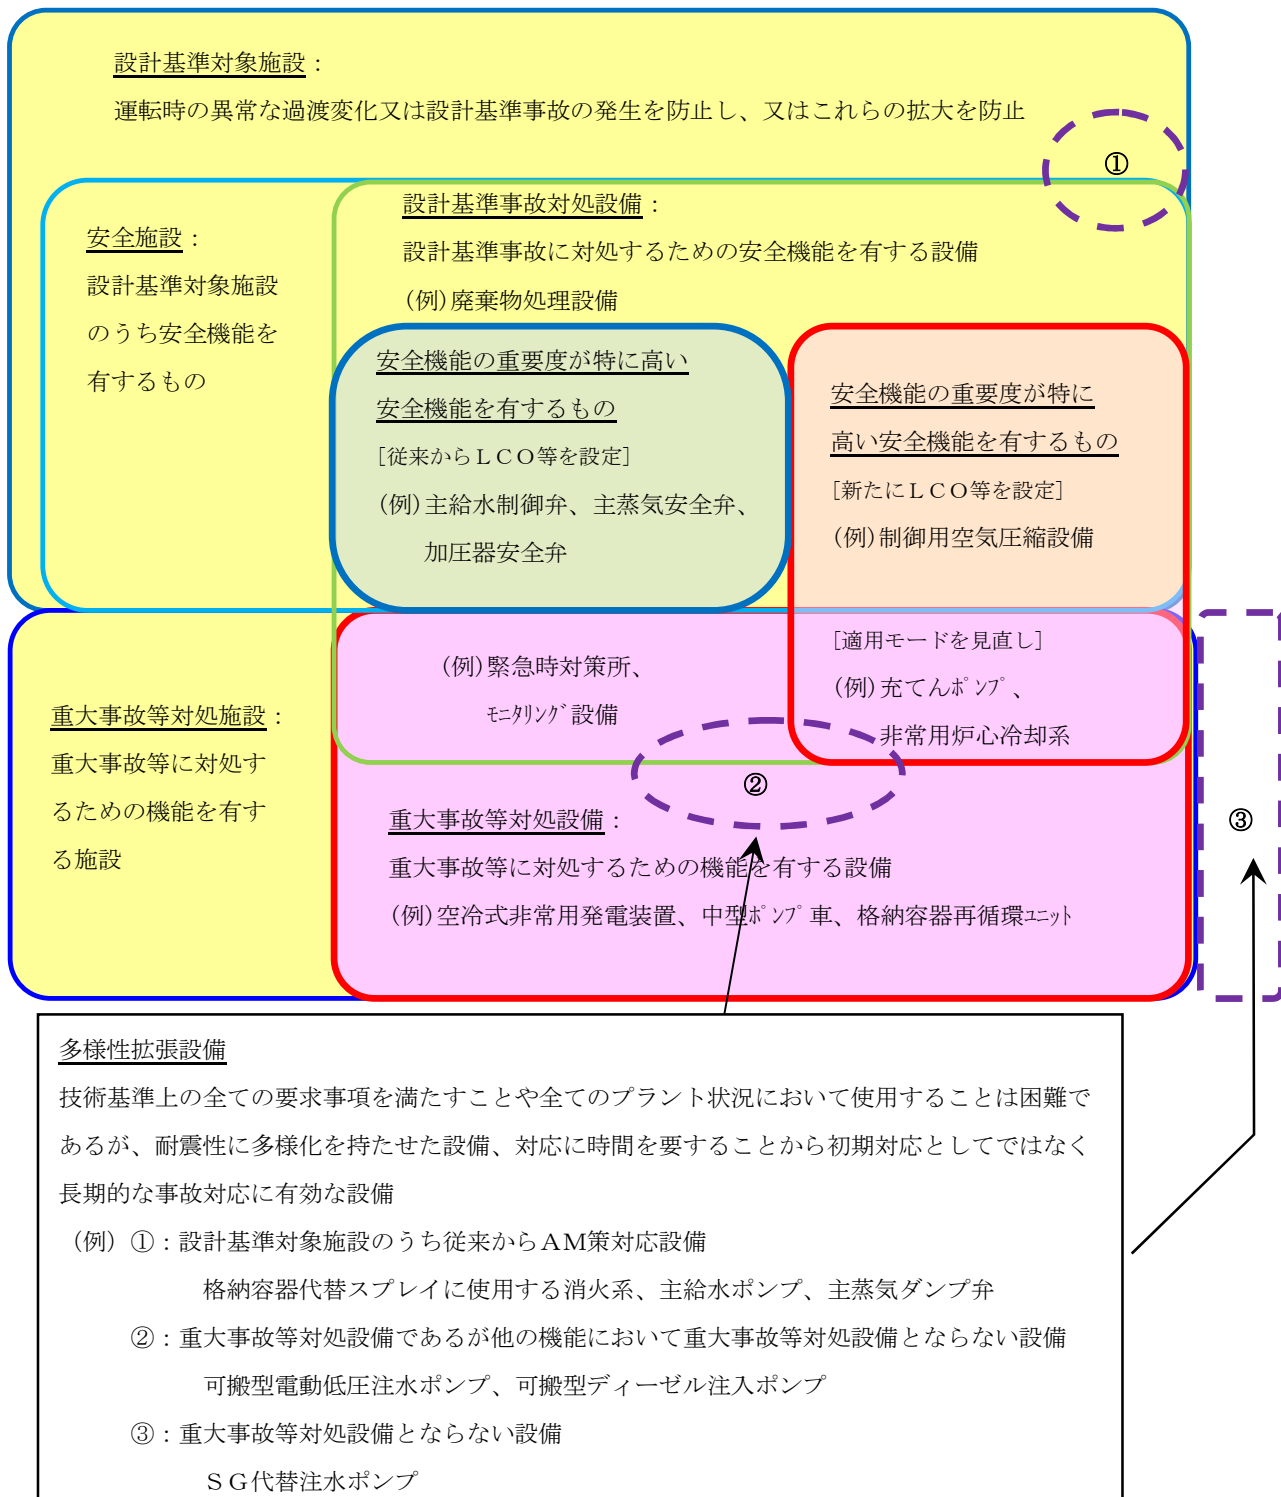 設計基準対象施設：
運転時の異常な過渡変化又は設計基準事故の発生を防止し、又はこれらの拡大を防止
①
設計基準事故対処設備：
設計基準事故に対処するための安全機能を有する設備
(例)廃棄物処理設備
安全施設：
設計基準対象施設
のうち安全機能を
有するもの
安全機能の重要度が特に高い
安全機能を有するもの
[従来からＬＣＯ等を設定]
(例)主給水制御弁、主蒸気安全弁、
加圧器安全弁
安全機能の重要度が特に
高い安全機能を有するもの
[新たにＬＣＯ等を設定]
(例)制御用空気圧縮設備
[適用モードを見直し]
(例)充てんﾎﾟﾝﾌﾟ、
非常用炉心冷却系
(例)緊急時対策所、
ﾓﾆﾀﾘﾝｸﾞ設備
重大事故等対処施設：
重大事故等に対処す
るための機能を有す
る施設
②
重大事故等対処設備：
重大事故等に対処するための機能を有する設備
(例)空冷式非常用発電装置、中型ﾎﾟﾝﾌﾟ車、格納容器再循環ﾕﾆｯﾄ
③
多様性拡張設備
技術基準上の全ての要求事項を満たすことや全てのプラント状況において使用することは困難で
あるが、耐震性に多様化を持たせた設備、対応に時間を要することから初期対応としてではなく
長期的な事故対応に有効な設備
（例）①：設計基準対象施設のうち従来からAM策対応設備
格納容器代替スプレイに使用する消火系、主給水ポンプ、主蒸気ダンプ弁
②：重大事故等対処設備であるが他の機能において重大事故等対処設備とならない設備
可搬型電動低圧注水ポンプ、可搬型ディーゼル注入ポンプ
③：重大事故等対処設備とならない設備
ＳＧ代替注水ポンプ